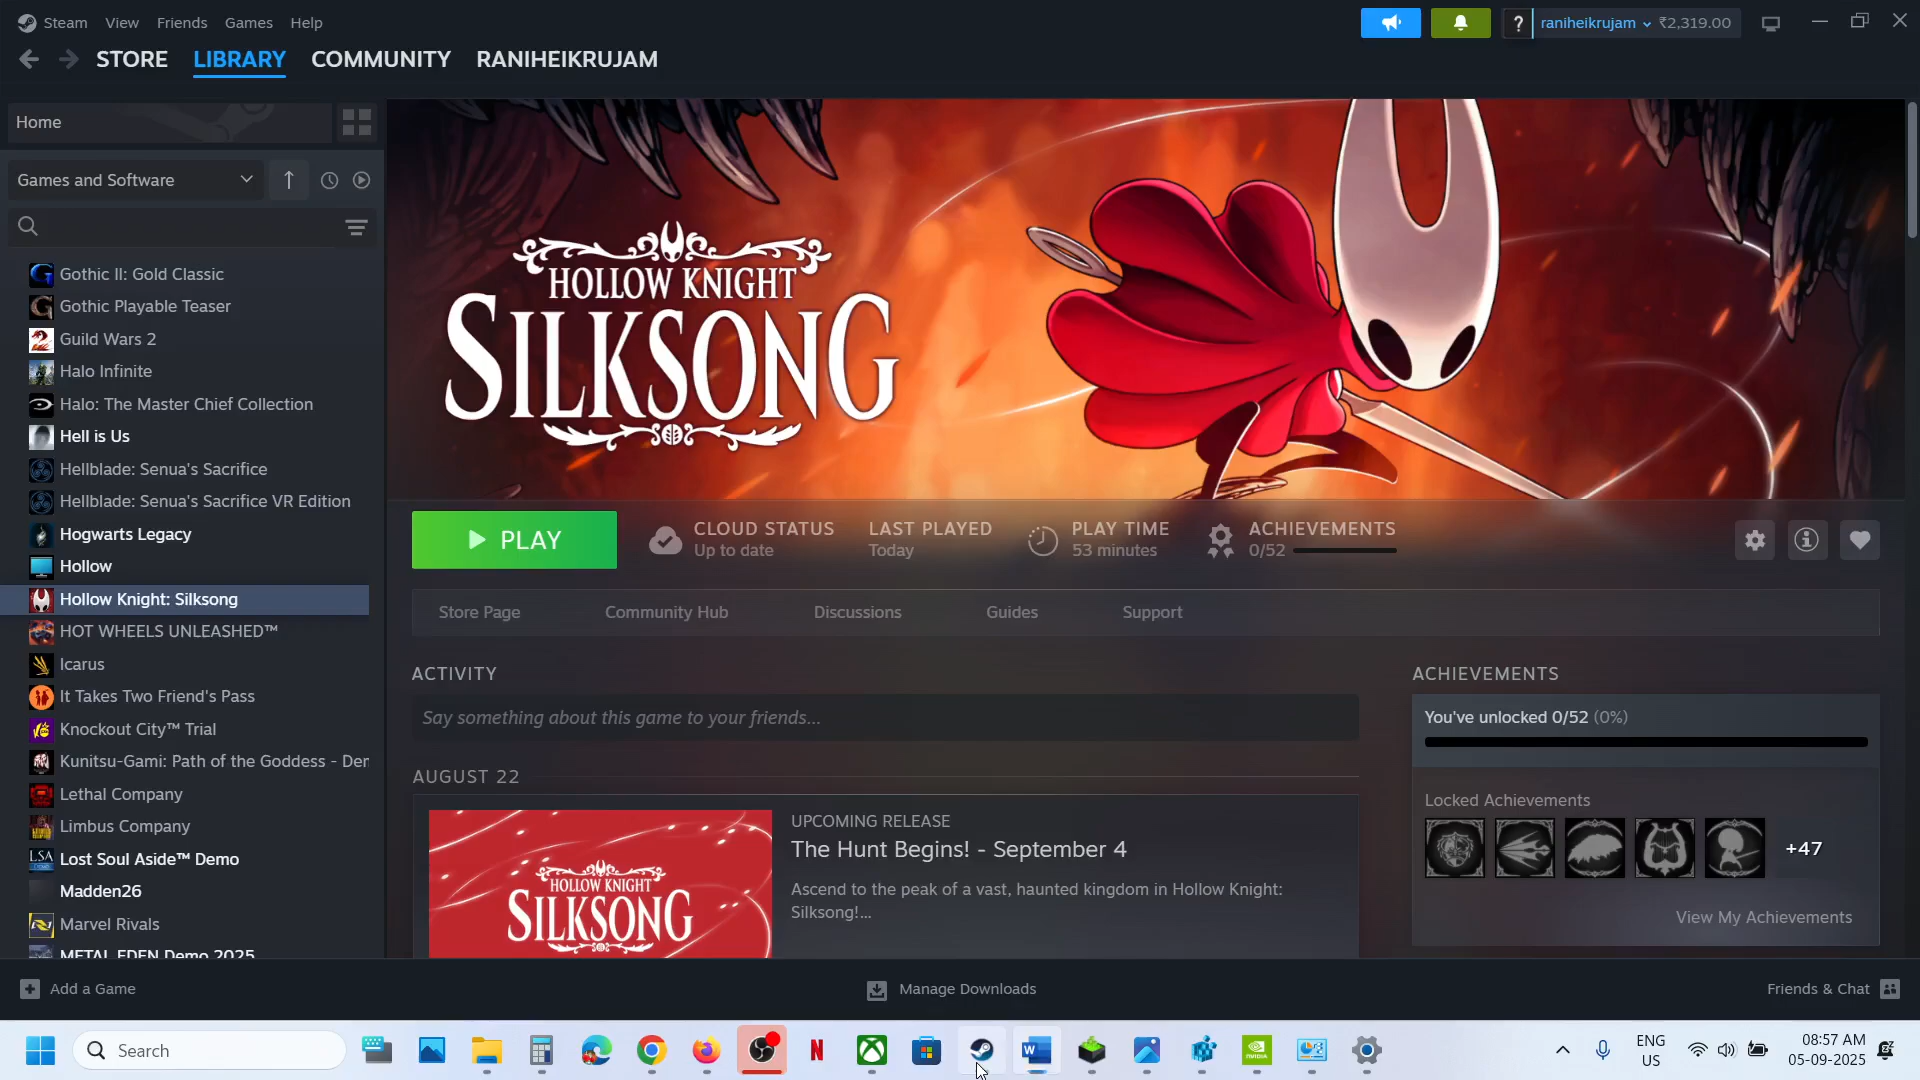 Steam View Friends Games Help
? raniheikrujam ₹2,319.00
STORE LIBRARY COMMUNITY RANIHEIKRUJAM
Home
Games and Software
Gothic II: Gold Classic
Gothic Playable Teaser
Guild Wars 2
Halo Infinite
Halo: The Master Chief Collection
Hell is Us
Hellblade: Senua's Sacrifice
Hellblade: Senua's Sacrifice VR Edition
Hogwarts Legacy
Hollow
Hollow Knight: Silksong
HOT WHEELS UNLEASHED™
Icarus
It Takes Two Friend's Pass
Knockout City™ Trial
Kunitsu-Gami: Path of the Goddess - Der
Lethal Company
Limbus Company
LSA Lost Soul Aside™ Demo
Madden26
Marvel Rivals
METAL EDEN Demo 2025
HOLLOW KNIGHT
SILKSONG
PLAY
CLOUD STATUS
Up to date
LAST PLAYED
Today
PLAY TIME
53 minutes
ACHIEVEMENTS
0/52
Store Page Community Hub Discussions Guides Support
ACTIVITY
Say something about this game to your friends...
AUGUST 22
HOLLOW KNIGHT
SILKSONG
UPCOMING RELEASE
The Hunt Begins! - September 4
Ascend to the peak of a vast, haunted kingdom in Hollow Knight:
Silksong!...
ACHIEVEMENTS
You've unlocked 0/52 (0%)
Locked Achievements
+47
View My Achievements
Add a Game
Manage Downloads
Friends & Chat
Search
ENG
US
08:57 AM
05-09-2025